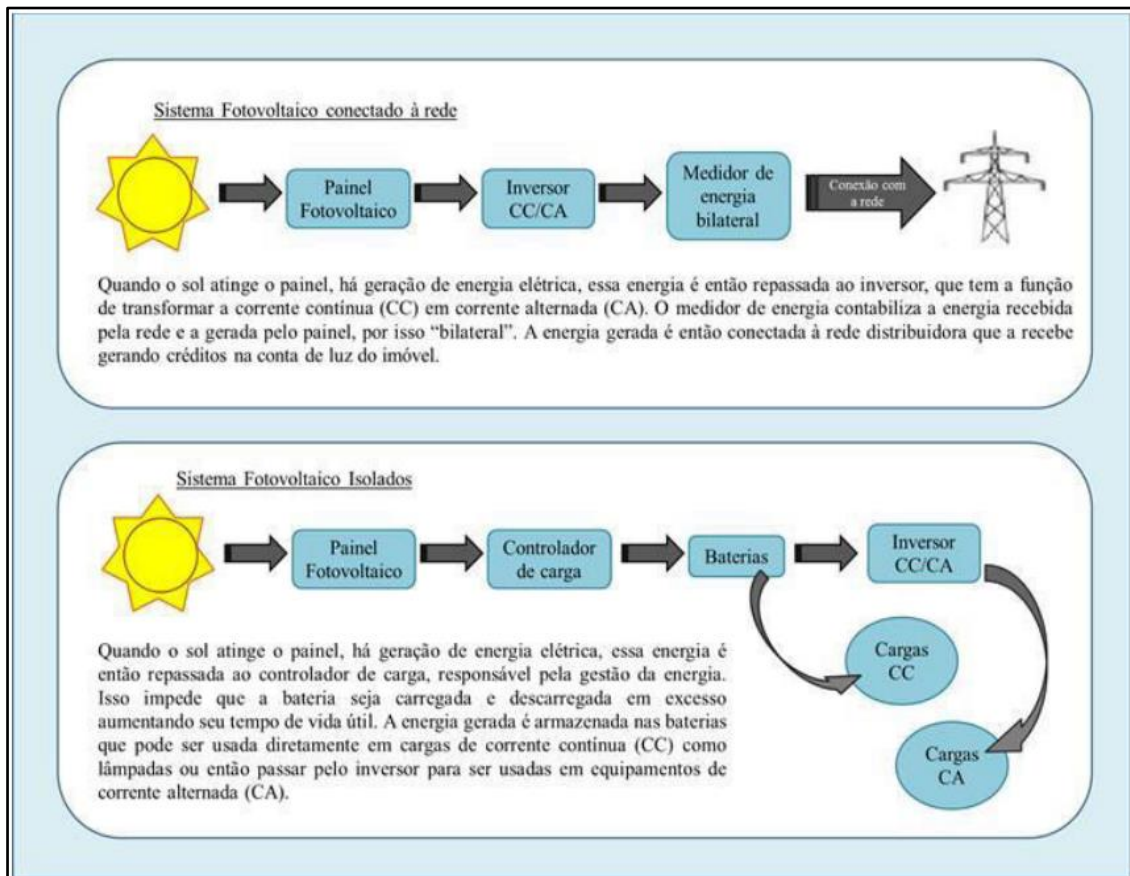 Sistema Fotovoltaico conectado à rede
Painel
Fotovoltaico
Inversor
CC/CA
Medidor de
energia
bilateral
Conexão com
a rede
Quando o sol atinge o painel, há geração de energia elétrica, essa energia é então repassada ao inversor, que tem a função
de transformar a corrente contínua (CC) em corrente alternada (CA). O medidor de energia contabiliza a energia recebida
pela rede e a gerada pelo painel, por isso “bilateral”. A energia gerada é então conectada à rede distribuidora que a recebe
gerando créditos na conta de luz do imóvel.
Sistema Fotovoltaico Isolados
Painel
Fotovoltaico
Controlador
de carga
Baterias
Inversor
CC/CA
Cargas
CC
Cargas
CA
Quando o sol atinge o painel, há geração de energia elétrica, essa energia é
então repassada ao controlador de carga, responsável pela gestão da energia.
Isso impede que a bateria seja carregada e descarregada em excesso
aumentando seu tempo de vida útil. A energia gerada é armazenada nas baterias
que pode ser usada diretamente em cargas de corrente contínua (CC) como
lâmpadas ou então passar pelo inversor para ser usadas em equipamentos de
corrente alternada (CA).